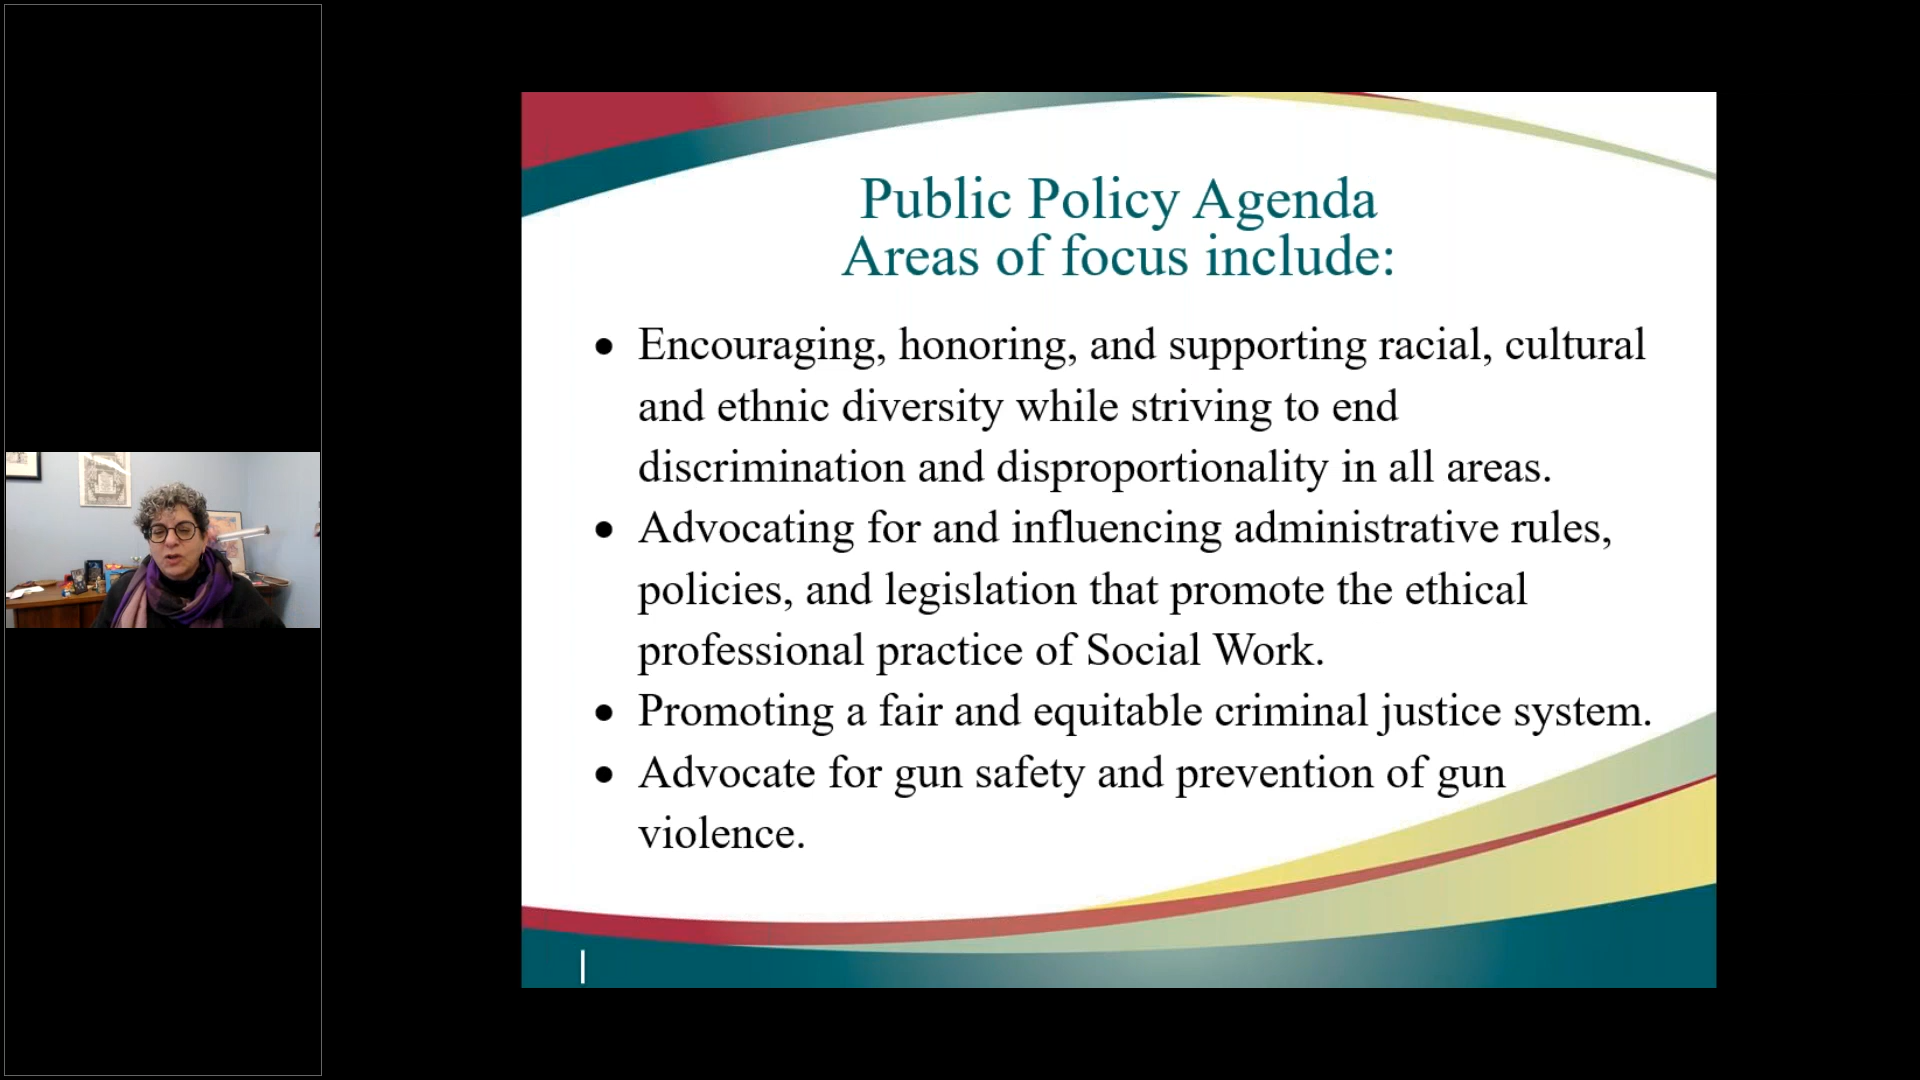 Public Policy Agenda
Areas of focus include:
• Encouraging, honoring, and supporting racial, cultural
and ethnic diversity while striving to end
discrimination and disproportionality in all areas.
• Advocating for and influencing administrative rules,
policies, and legislation that promote the ethical
professional practice of Social Work.
• Promoting a fair and equitable criminal justice system.
• Advocate for gun safety and prevention of gun
violence.